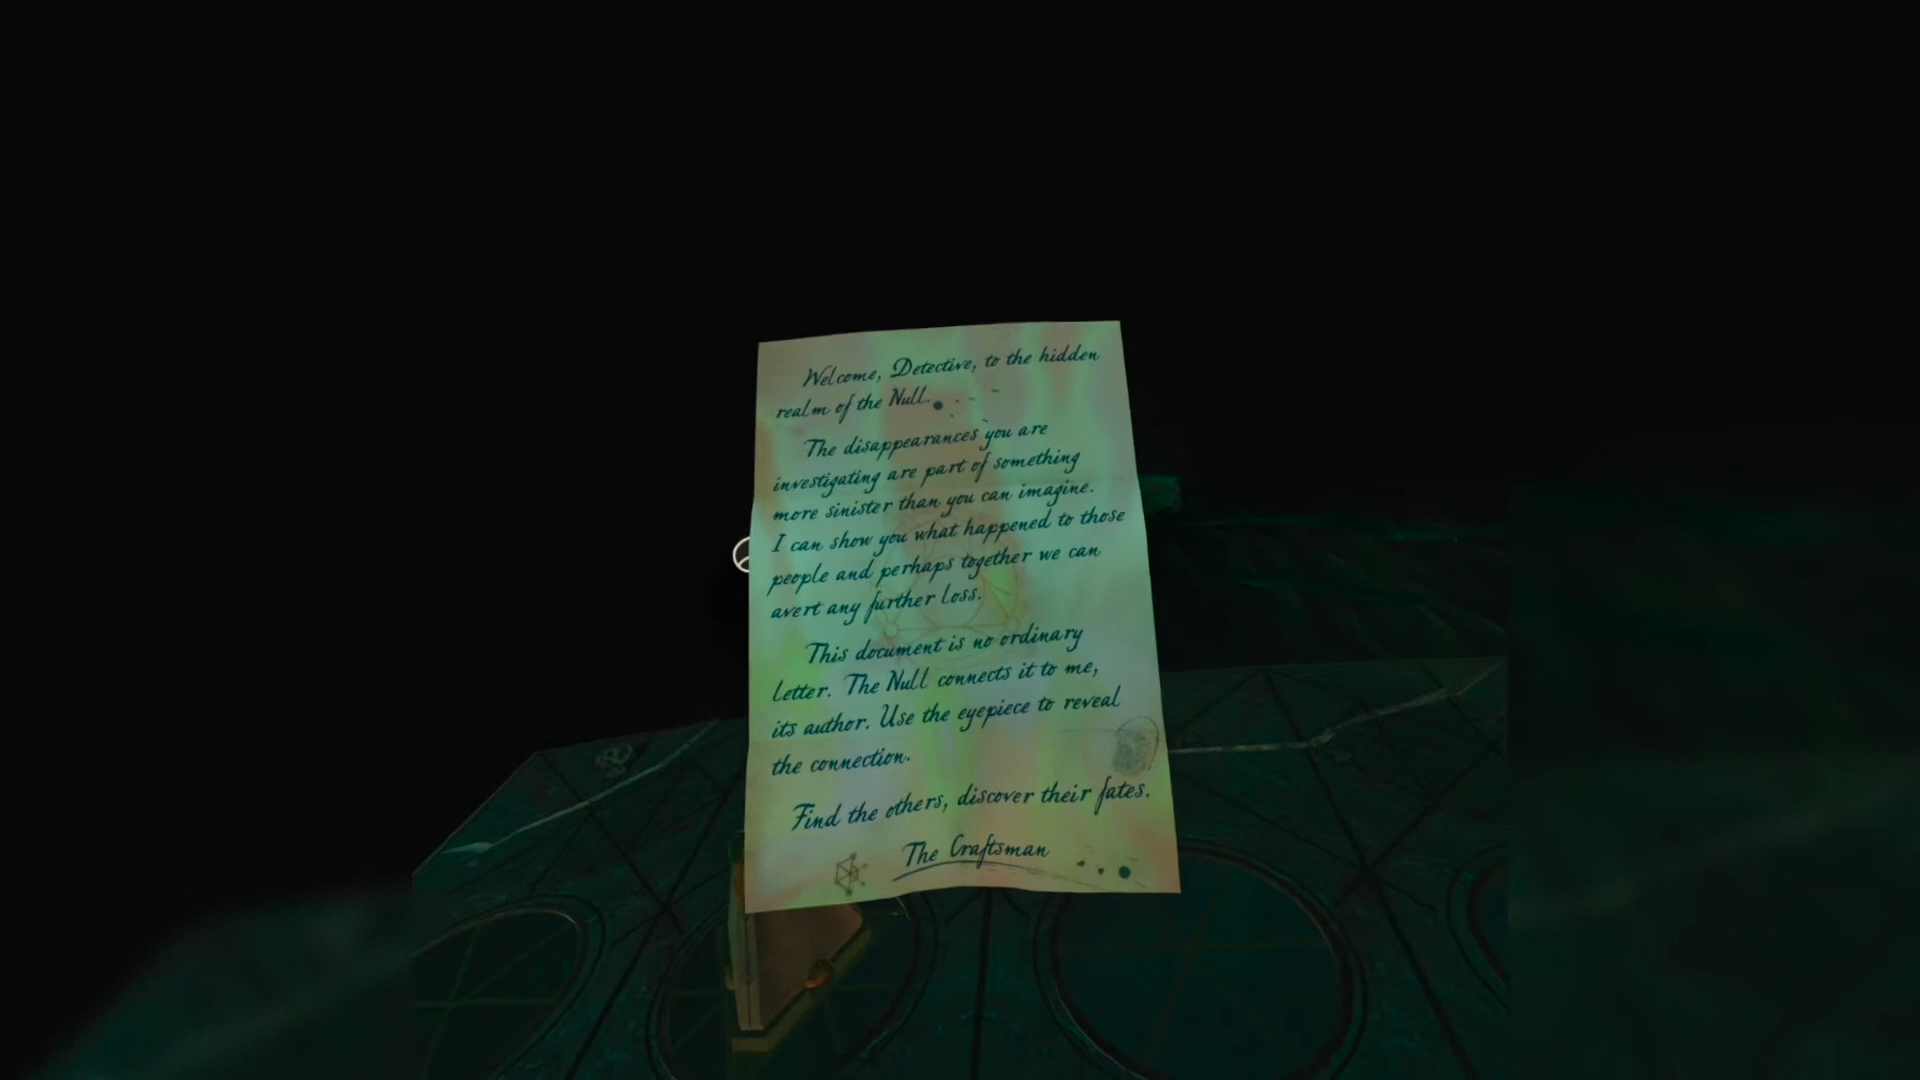 Welcome, Detective, to the hidden
realm of the Null.
The disappearances you are
investigating are part of something
more sinister than you can imagine.
I can show you what happened to those
people and perhaps together we can
avert any further loss.
This document is no ordinary
letter. The Null connects it to me,
its author. Use the eyepiece to reveal
the connection.
Find the others, discover their fates.
The Craftsman